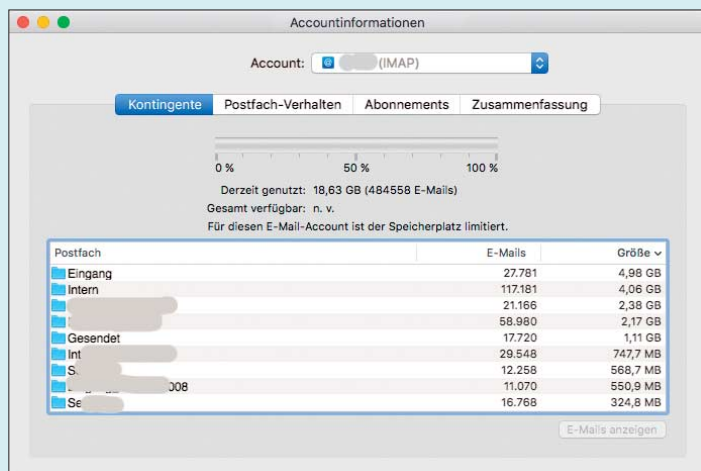 Accountinformationen
Account: (IMAP)
Kontingente Postfach-Verhalten Abonnements Zusammenfassung
0 % 50 % 100 %
Derzeit genutzt: 18,63 GB (484558 E-Mails)
Gesamt verfügbar: n. v.
Für diesen E-Mail-Account ist der Speicherplatz limitiert.
Postfach E-Mails Größe
Eingang 27.781 4,98 GB
Intern 117.181 4,06 GB
21.166 2,38 GB
58.980 2,17 GB
Gesendet 17.720 1,11 GB
Int 29.548 747,7 MB
S 12.258 568,7 MB
008 11.070 550,9 MB
Se 16.768 324,8 MB
E-Mails anzeigen